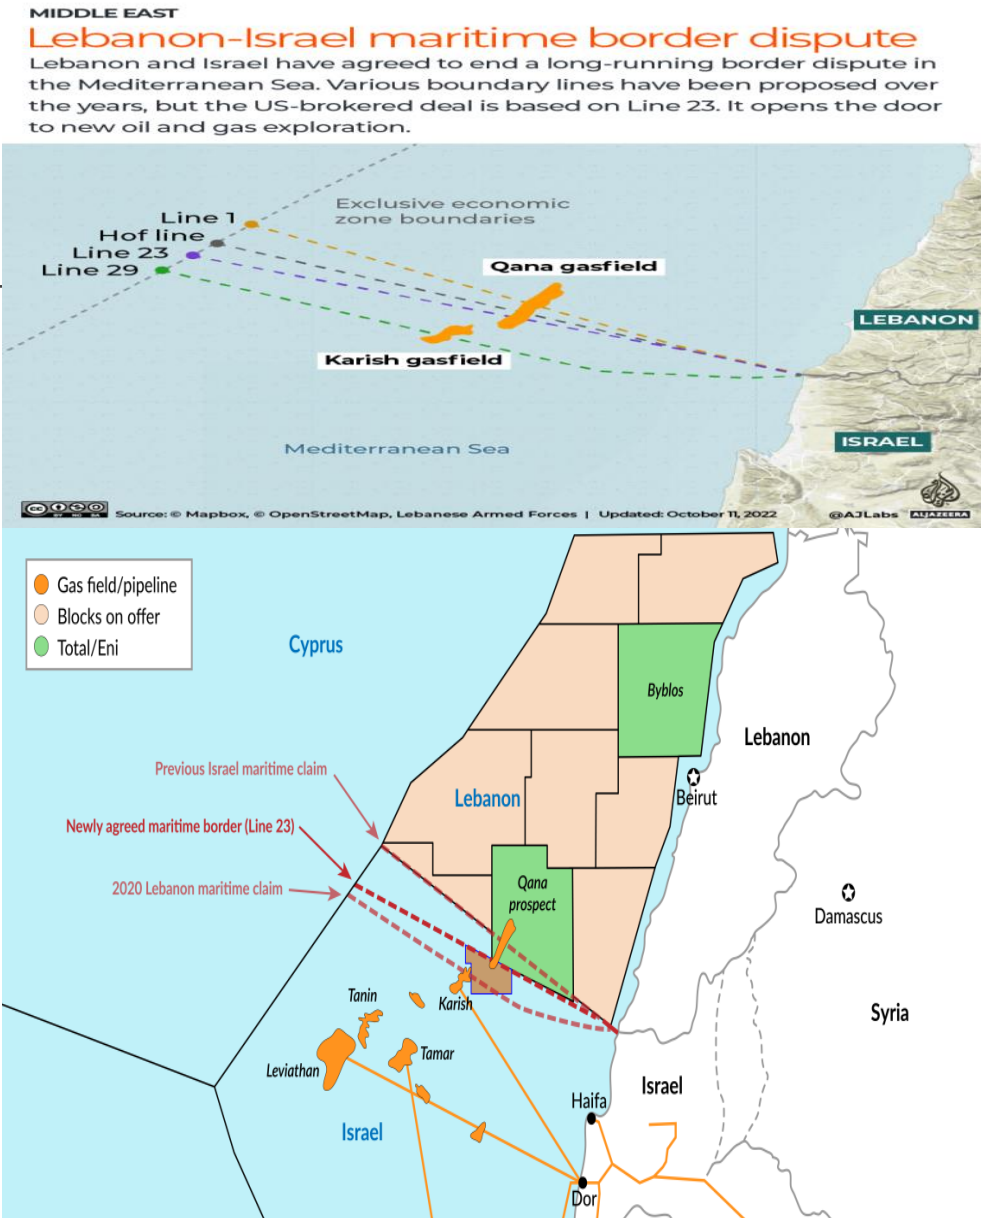 MIDDLE EAST
Lebanon-Israel maritime border dispute
Lebanon and Israel have agreed to end a long-running border dispute in
the Mediterranean Sea. Various boundary lines have been proposed over
the years, but the US-brokered deal is based on Line 23. It opens the door
to new oil and gas exploration.
Exclusive economic
zone boundaries
Line 1
Hof line
Line 23
Line 29
Qana gasfield
Karish gasfield
LEBANON
ISRAEL
Mediterranean Sea
Source: © Mapbox, © OpenStreetMap, Lebanese Armed Forces | Updated: October 11, 2022
@AJLabs
ALJAZEERA
Gas field/pipeline
Blocks on offer
Total/Eni
Cyprus
Byblos
Lebanon
Previous Israel maritime claim
Lebanon
Beirut
Newly agreed maritime border (Line 23)
2020 Lebanon maritime claim
Qana
prospect
Damascus
Karish
Tanin
Syria
Tamar
Leviathan
Israel
Haifa
Israel
Dor